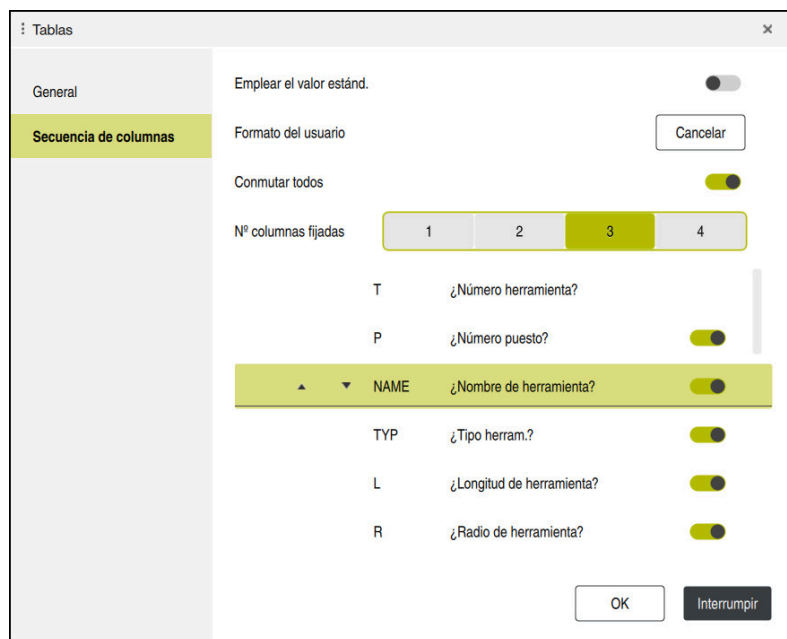 Tablas
General
Secuencia de columnas
Emplear el valor estánd.
Formato del usuario
Cancelar
Conmutar todos
Nº columnas fijadas
1
2
3
4
T ¿Número herramienta?
P ¿Número puesto?
NAME ¿Nombre de herramienta?
TYP ¿Tipo herram.?
L ¿Longitud de herramienta?
R ¿Radio de herramienta?
OK
Interrumpir